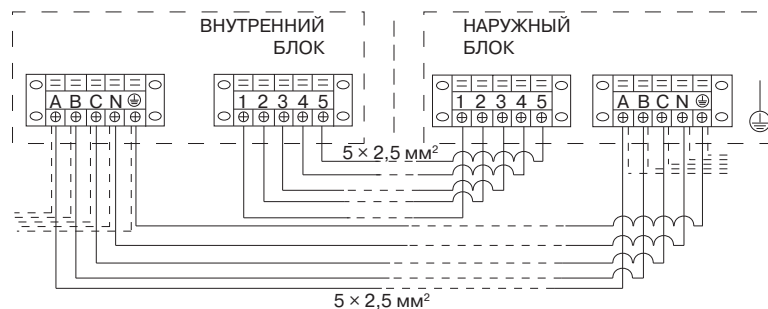 ВНУТРЕННИЙ
БЛОК
НАРУЖНЫЙ
БЛОК
A B C N
1 2 3 4 5
1 2 3 4 5
A B C N
5 × 2,5 мм²
5 × 2,5 мм²